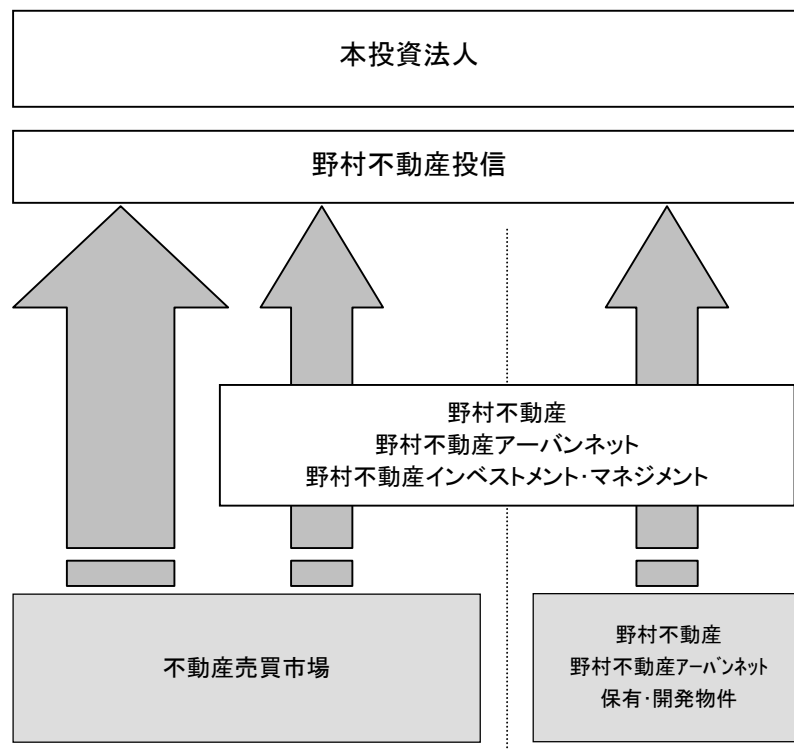 本投資法人
野村不動産投信
野村不動産
野村不動産アーバンネット
野村不動産インベストメント・マネジメント
不動産売買市場
野村不動産
野村不動産ｱｰﾊﾞﾝﾈｯﾄ
保有・開発物件